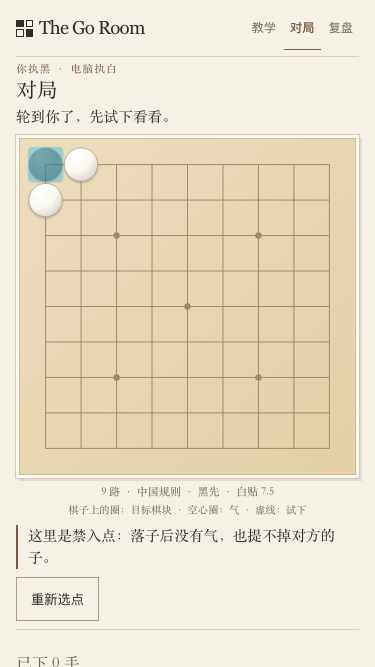 The Go Room
教学 对局 复盘
你执黑 · 电脑执白
对局
轮到你了，先试下看看。
9 路 · 中国规则 · 黑先 · 白贴 7.5
棋子上的圈：目标棋块 · 空心圈：气 · 虚线：试下
这里是禁入点：落子后没有气，也提不掉对方的
子。
重新选点
已下 0 手